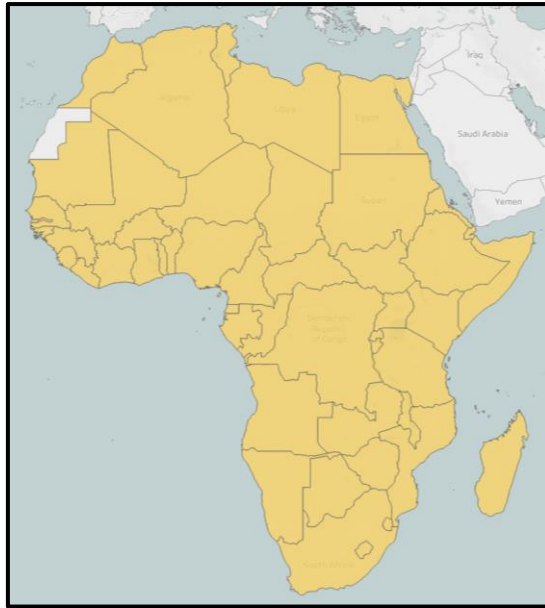 Iraq
Algeria
Libya
Egypt
Saudi Arabia
Sudan
Yemen
Democratic
Republic
of Congo
South Africa